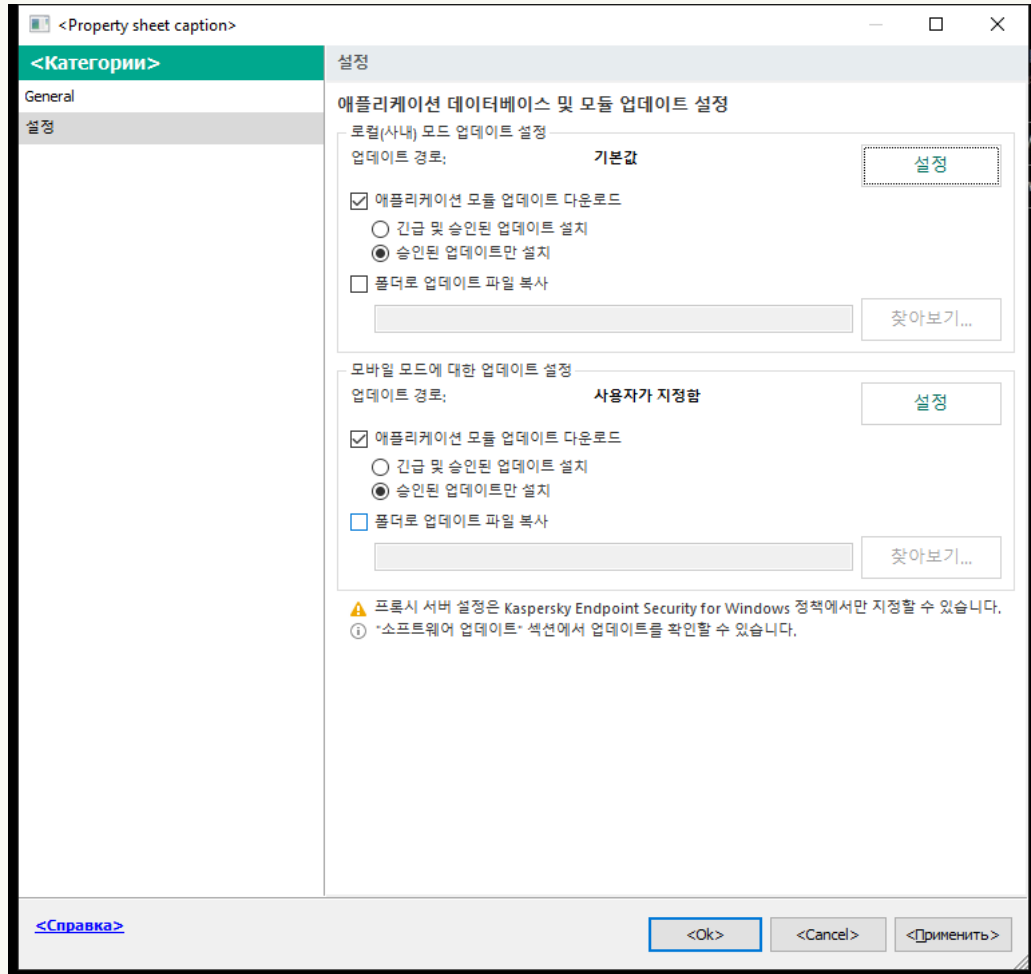 <Property sheet caption>
<Категории>
General
설정
설정
애플리케이션 데이터베이스 및 모듈 업데이트 설정
로컬(사내) 모드 업데이트 설정
업데이트 경로: 기본값 설정
애플리케이션 모듈 업데이트 다운로드
긴급 및 승인된 업데이트 설치
승인된 업데이트만 설치
폴더로 업데이트 파일 복사
찾아보기...
모바일 모드에 대한 업데이트 설정
업데이트 경로: 사용자가 지정함 설정
애플리케이션 모듈 업데이트 다운로드
긴급 및 승인된 업데이트 설치
승인된 업데이트만 설치
폴더로 업데이트 파일 복사
찾아보기...
프록시 서버 설정은 Kaspersky Endpoint Security for Windows 정책에서만 지정할 수 있습니다.
"소프트웨어 업데이트" 섹션에서 업데이트를 확인할 수 있습니다.
<Справка> <Ok> <Cancel> <Применить>